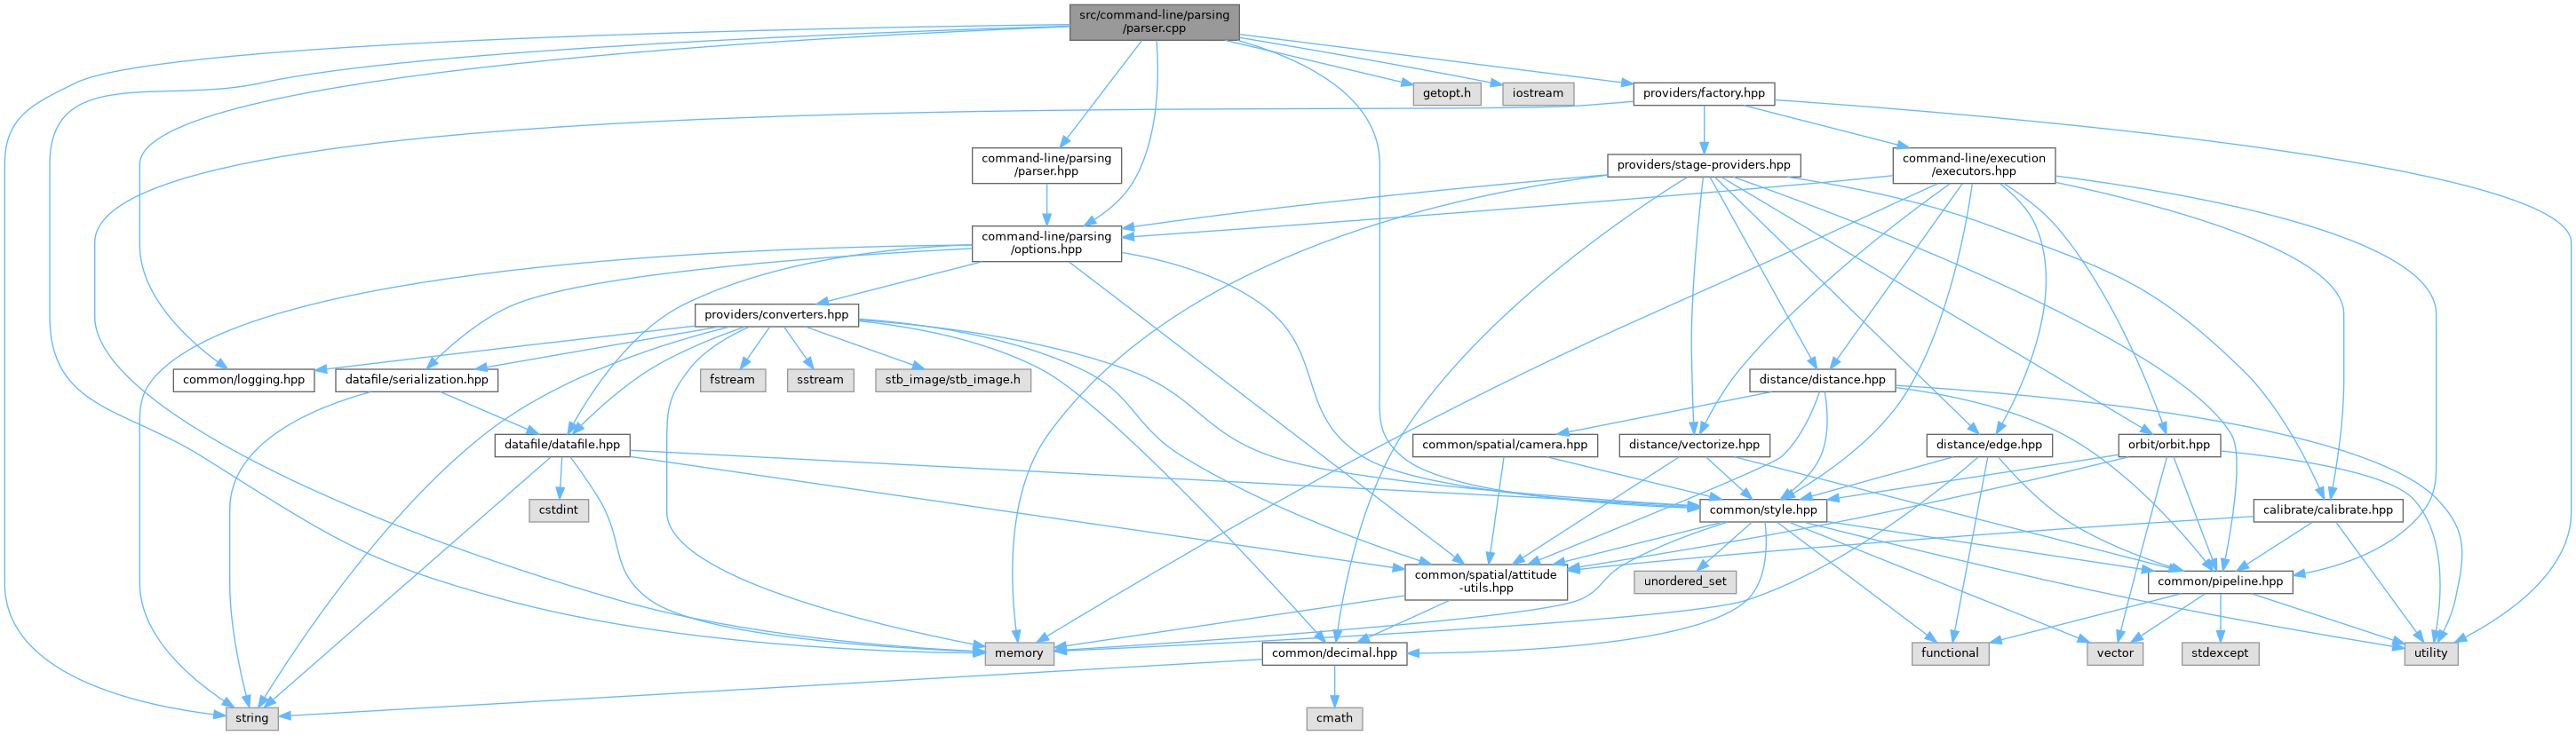 src/command-line/parsing
/parser.cpp
getopt.h
iostream
providers/factory.hpp
command-line/parsing
/parser.hpp
providers/stage-providers.hpp
command-line/execution
/executors.hpp
command-line/parsing
/options.hpp
providers/converters.hpp
common/logging.hpp
datafile/serialization.hpp
fstream
sstream
stb_image/stb_image.h
distance/distance.hpp
datafile/datafile.hpp
common/spatial/camera.hpp
distance/vectorize.hpp
distance/edge.hpp
orbit/orbit.hpp
cstdint
common/style.hpp
calibrate/calibrate.hpp
common/spatial/attitude
-utils.hpp
unordered_set
common/pipeline.hpp
memory
common/decimal.hpp
functional
vector
stdexcept
utility
string
cmath